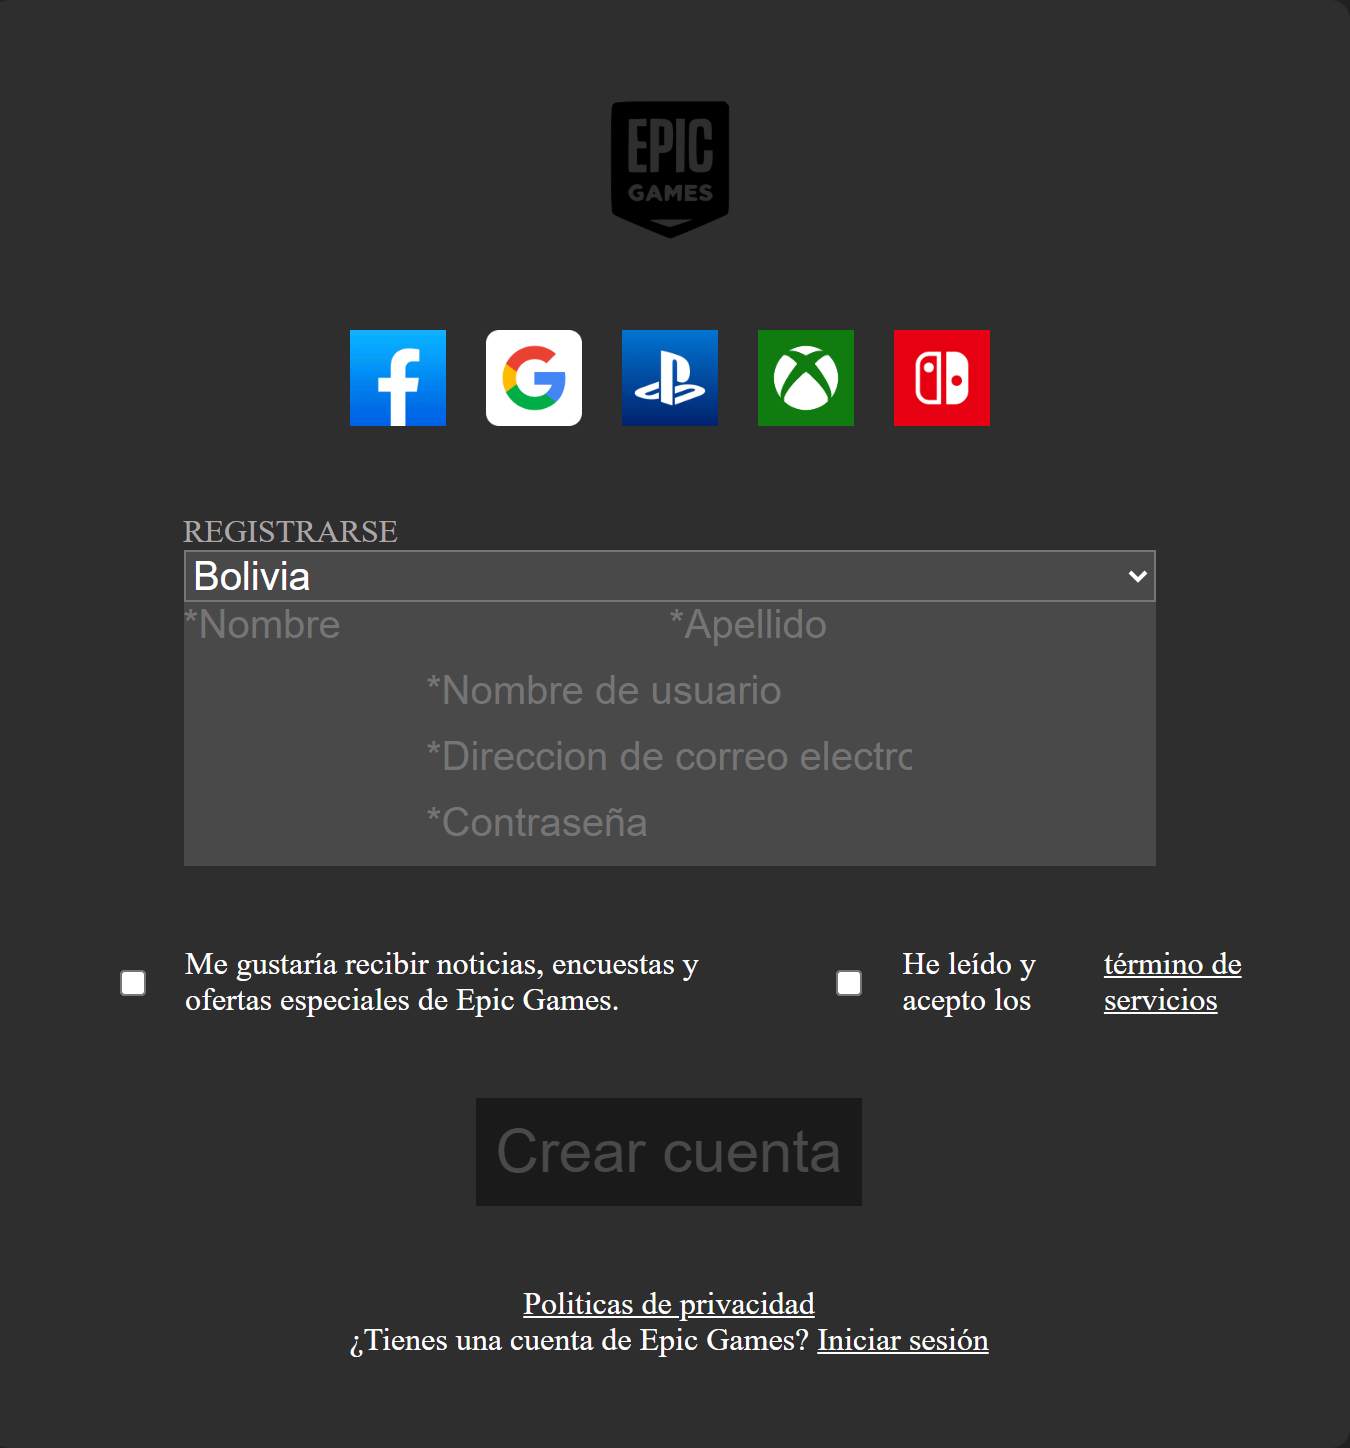 EPIC
GAMES
REGISTRARSE
Bolivia
*Nombre *Apellido
*Nombre de usuario
*Direccion de correo electro
*Contraseña
Me gustaría recibir noticias, encuestas y
ofertas especiales de Epic Games.
He leído y
acepto los
término de
servicios
Crear cuenta
Politicas de privacidad
¿Tienes una cuenta de Epic Games? Iniciar sesión